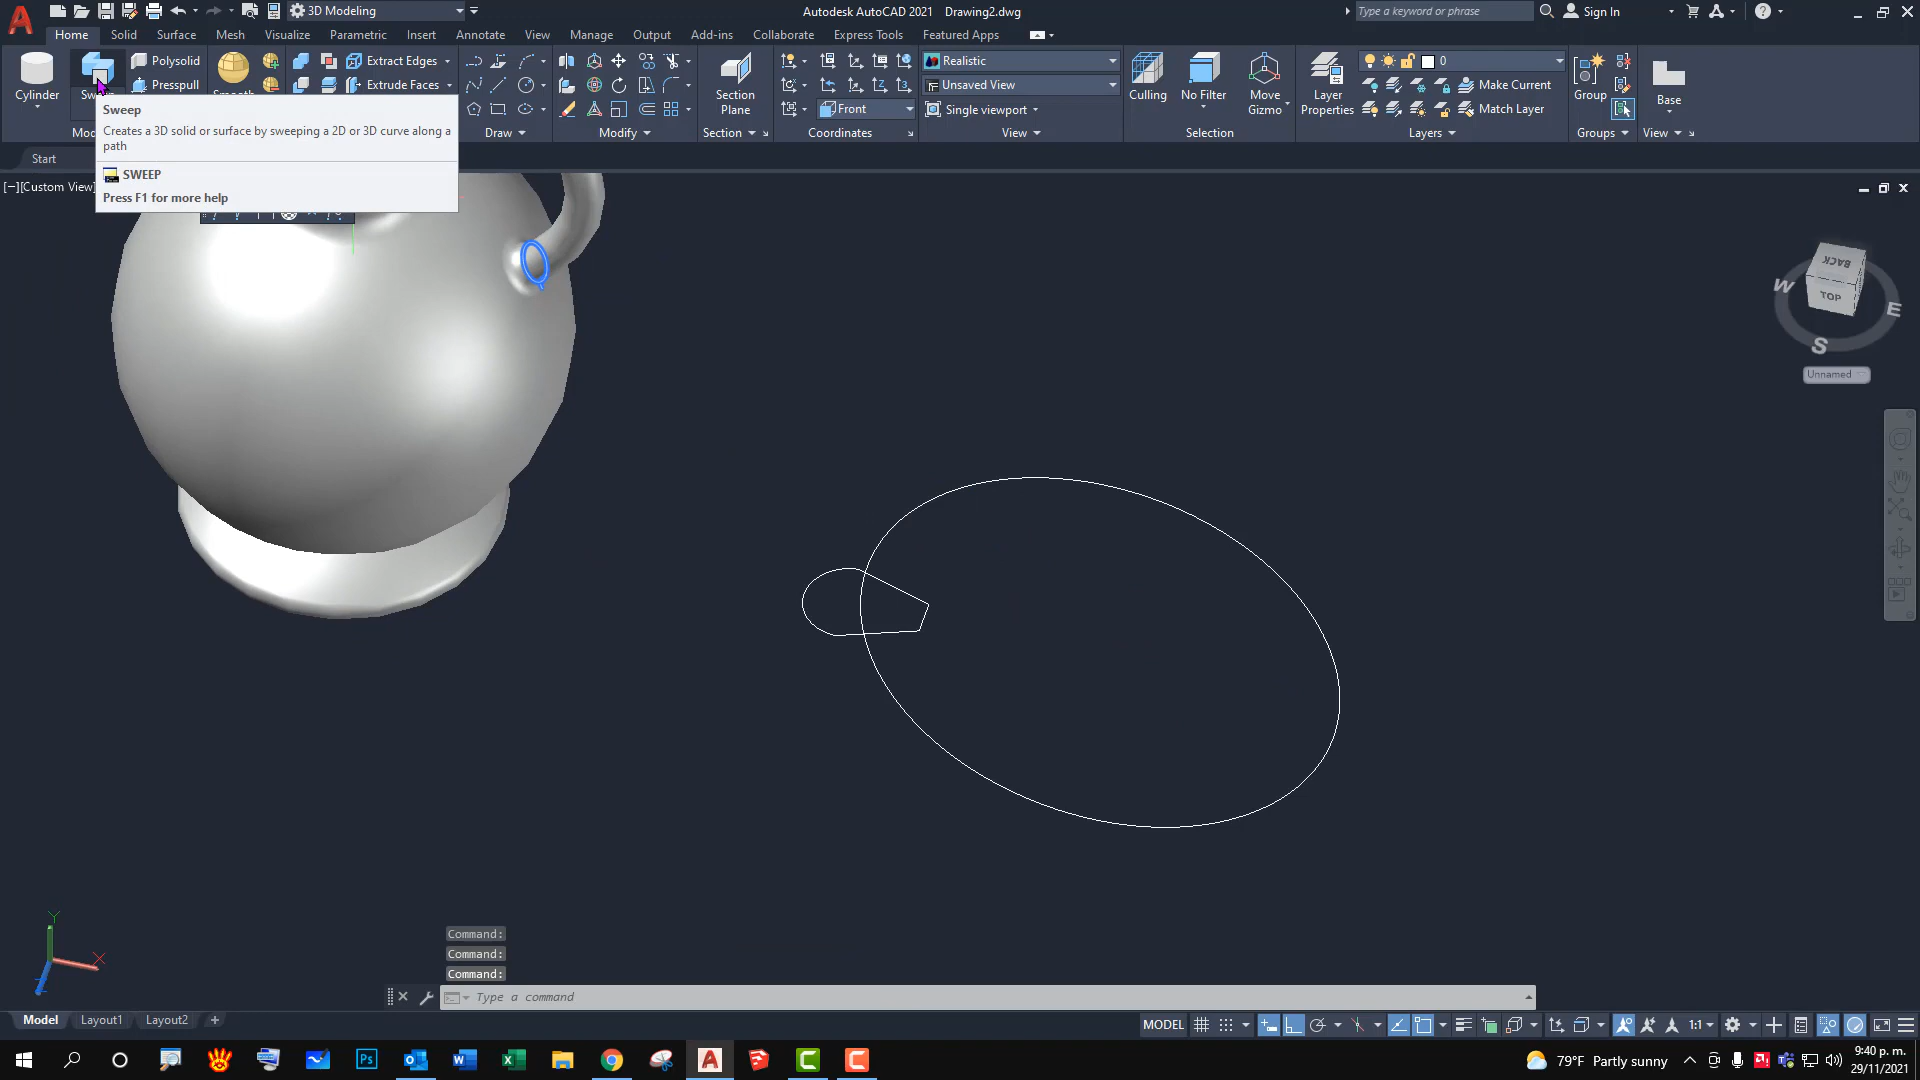 3D Modeling
Autodesk AutoCAD 2021 Drawing2.dwg
Type a keyword or phrase
Sign In
Home Solid Surface Mesh Visualize Parametric Insert Annotate View Manage Output Add-ins Collaborate Express Tools Featured Apps
Cylinder
Polysolid
Presspull
Extract Edges
Extrude Faces
Section Plane
Realistic
Unsaved View
Front
Single viewport
Culling
No Filter
Move Gizmo
Layer Properties
0
Make Current
Match Layer
Group
Base
Draw
Modify
Section
Coordinates
View
Selection
Layers
Groups
View
Sweep
Creates a 3D solid or surface by sweeping a 2D or 3D curve along a
path
SWEEP
Press F1 for more help
Start
[−][Custom View]
BACK
TOP
W
E
S
Unnamed
Y
X
Command:
Command:
Command:
Type a command
Model Layout1 Layout2 +
MODEL
1:1
79°F Partly sunny
9:40 p. m.
29/11/2021